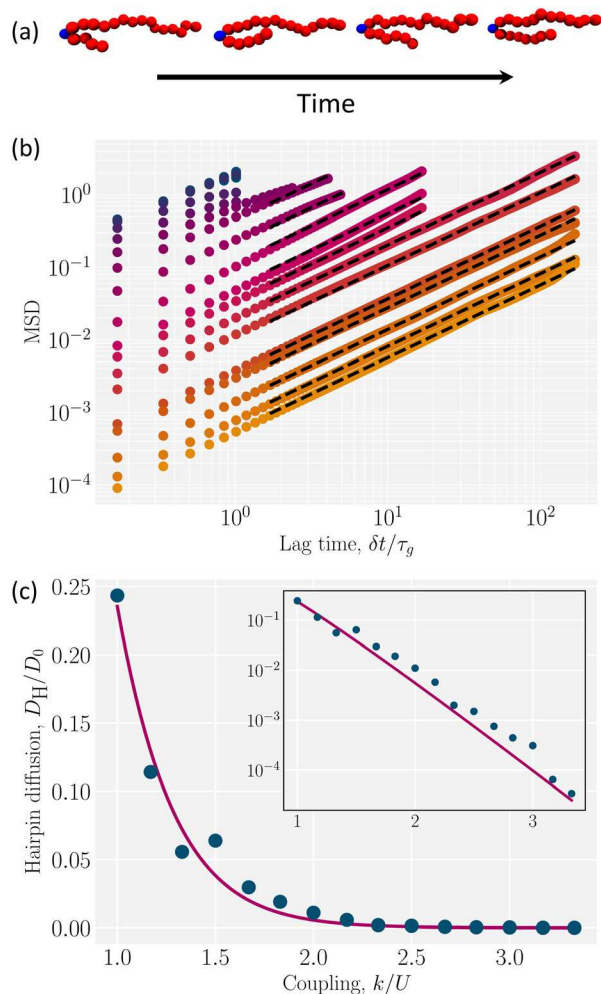 (a)
Time
(b)
10^0
10^{-1}
10^{-2}
10^{-3}
10^{-4}
MSD
10^0 10^1 10^2
Lag time, δt/τ_g
(c)
0.25
0.20
0.15
0.10
0.05
0.00
Hairpin diffusion, D_H/D_0
10^{-1}
10^{-2}
10^{-3}
10^{-4}
1 2 3
1.0 1.5 2.0 2.5 3.0
Coupling, k/U